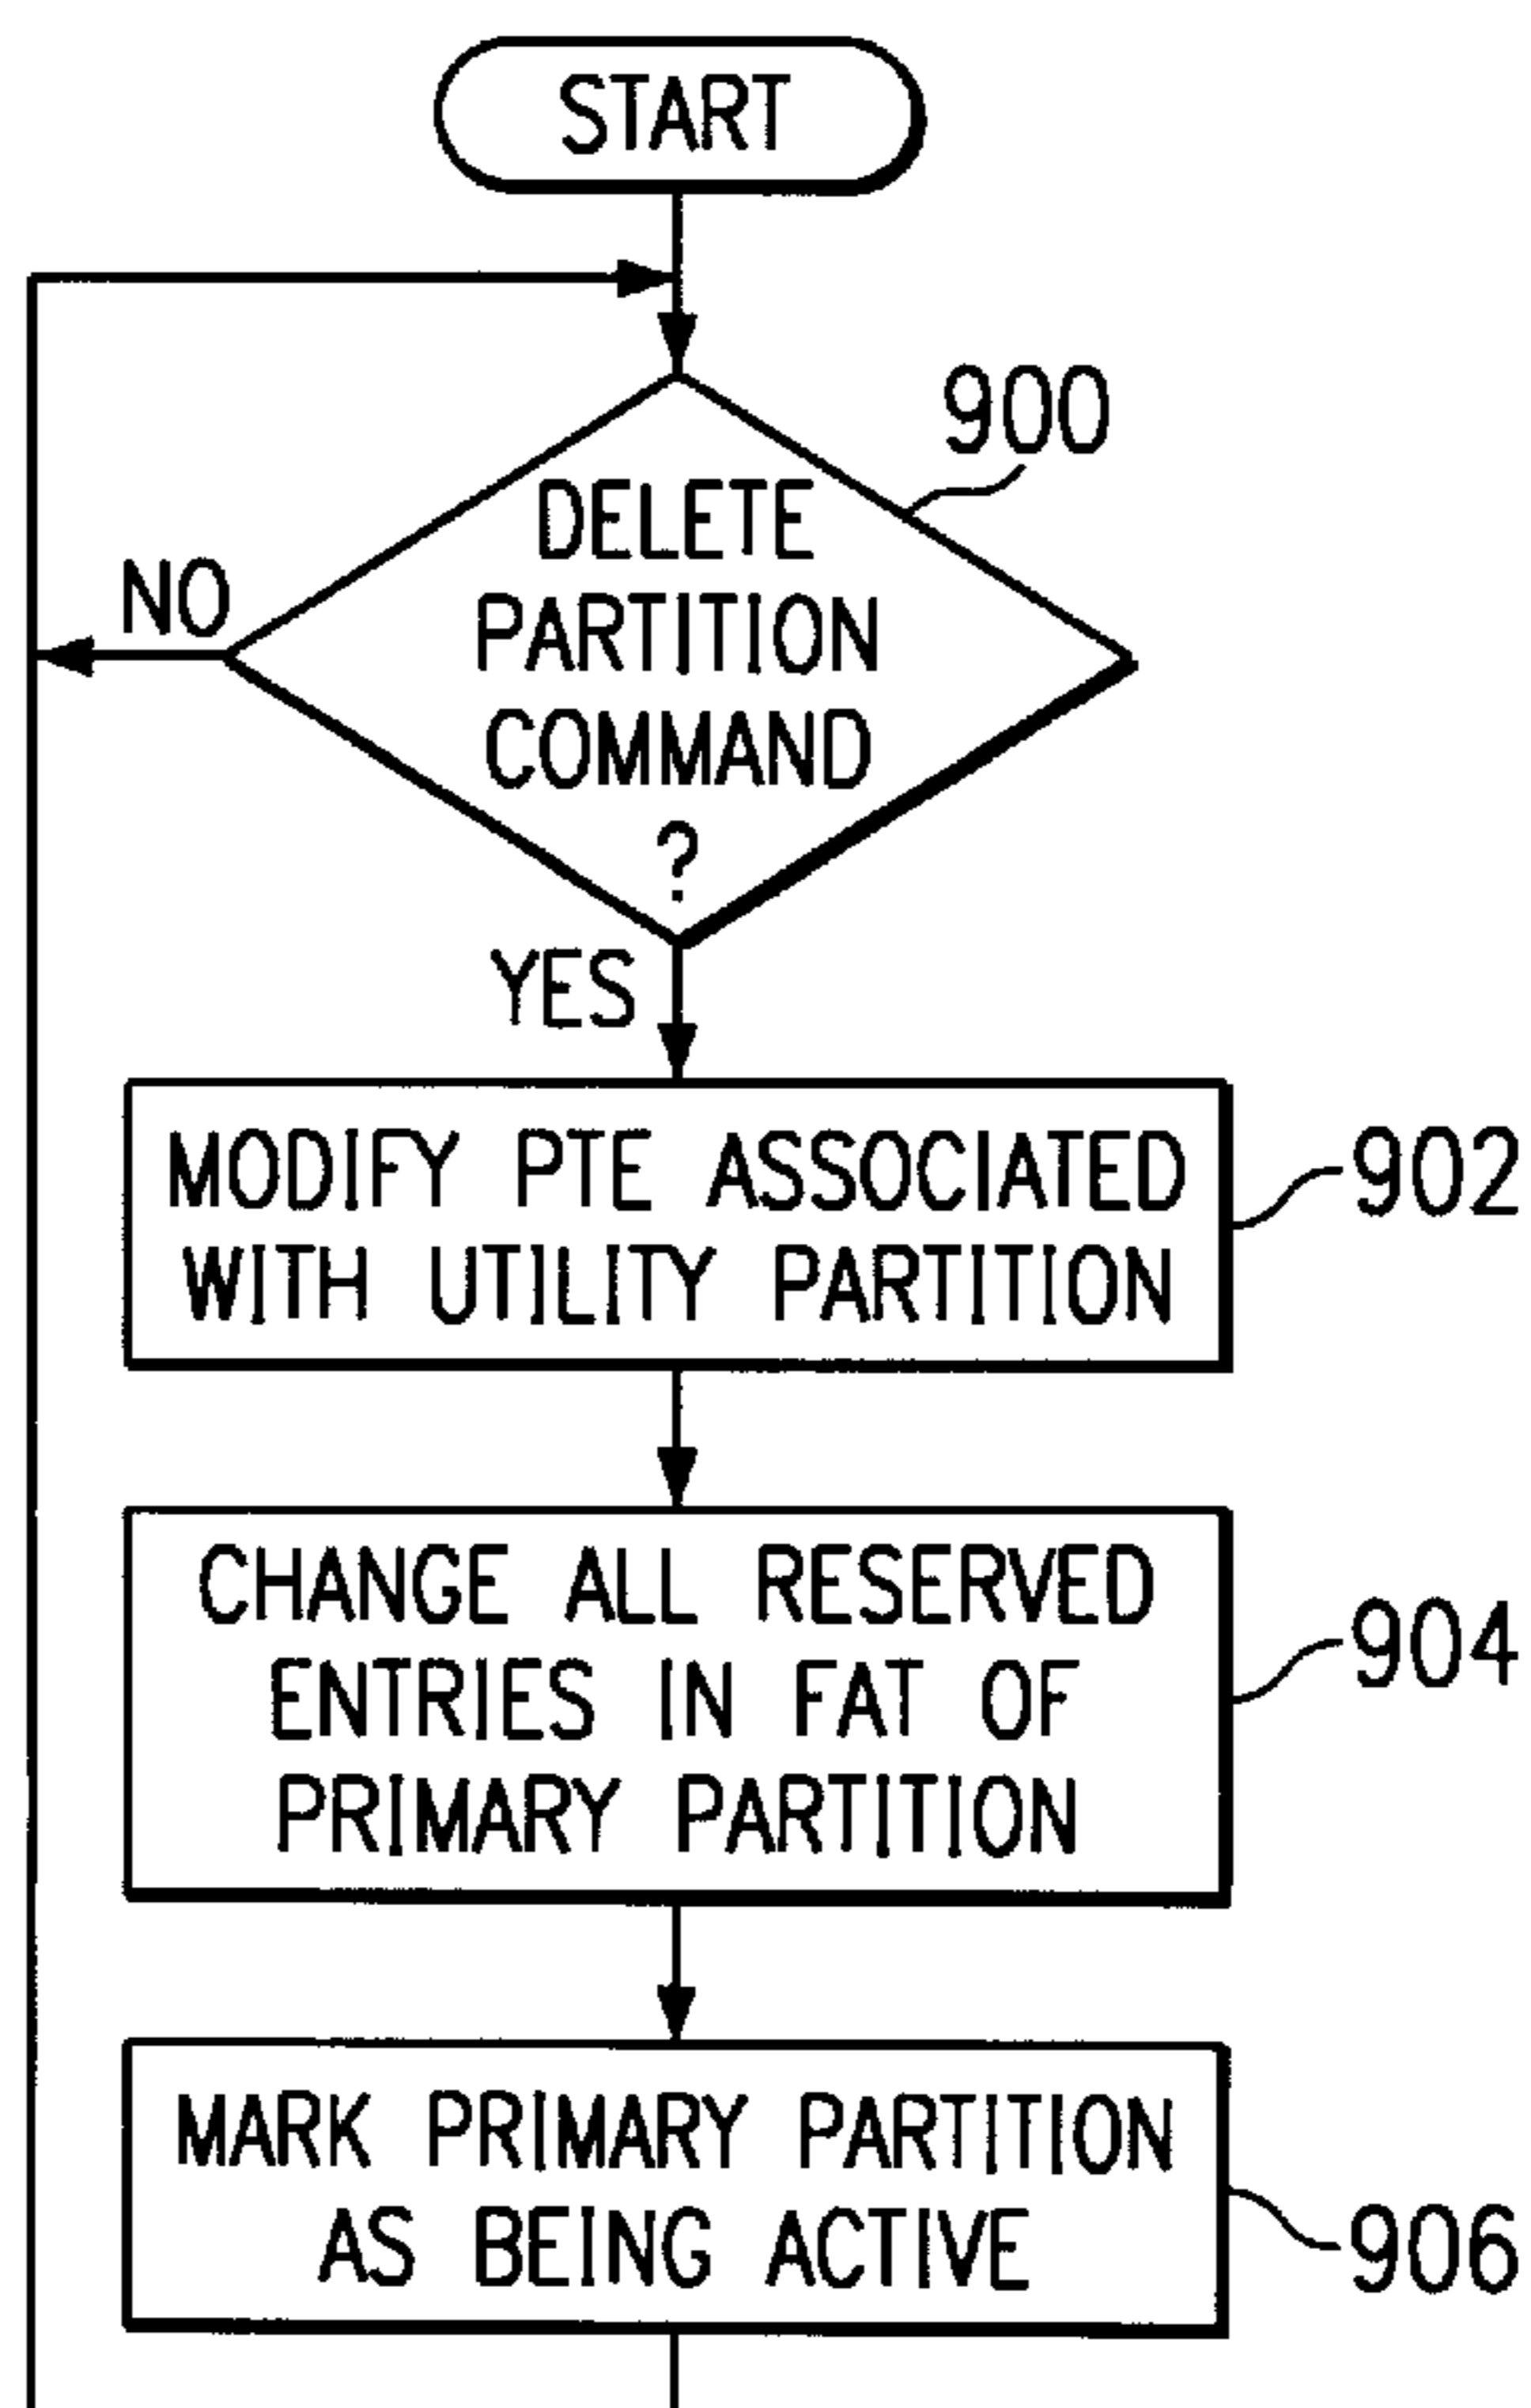 START
900
DELETE
PARTITION
COMMAND
?
NO
YES
MODIFY PTE ASSOCIATED
WITH UTILITY PARTITION
902
CHANGE ALL RESERVED
ENTRIES IN FAT OF
PRIMARY PARTITION
904
MARK PRIMARY PARTITION
AS BEING ACTIVE
906